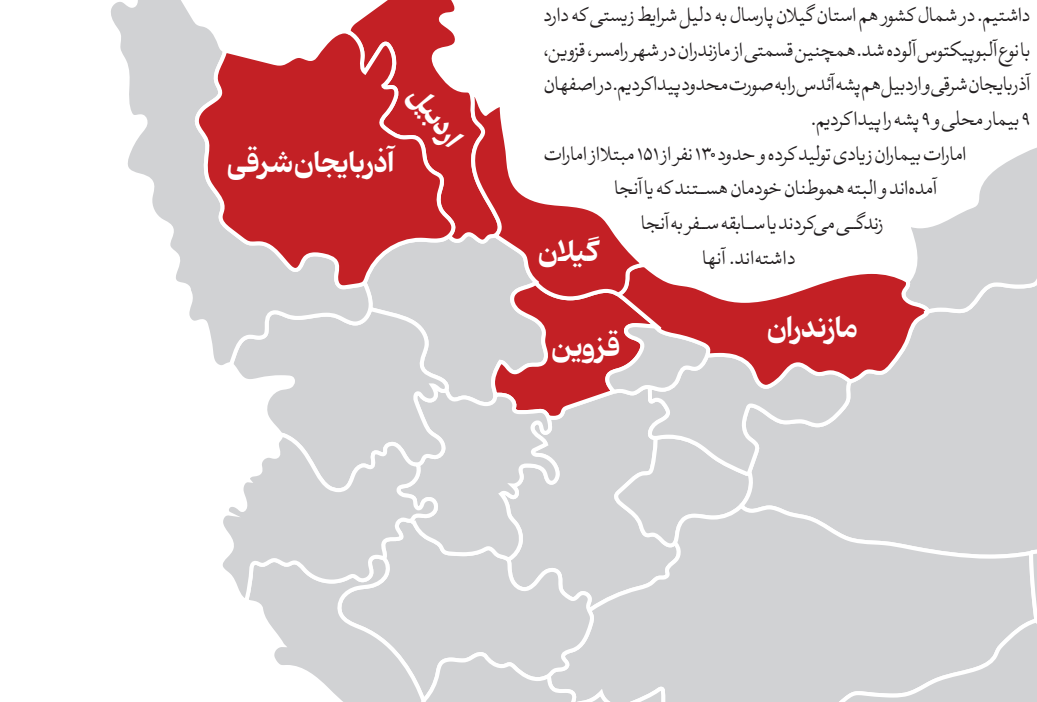 داشتیم. در شمال کشور هم استان گیلان پارسال به دلیل شرایط زیستی که دارد
با نوع آلبوپیکتوس آلوده شد. همچنین قسمتی از مازندران در شهر رامسر، قزوین،
آذربایجان شرقی و اردبیل هم پشه آئدس را به صورت محدود پیدا کردیم. در اصفهان
۹ بیمار محلی و ۹ پشه را پیدا کردیم.
امارات بیماران زیادی تولید کرده و حدود ۱۳۰ نفر از ۱۵۱ مبتلا از امارات
آمده‌اند و البته هموطنان خودمان هستند که یا آنجا
زندگی می‌کردند یا سابقه سفر به آنجا
داشته‌اند. آنها
اردبیل
آذربایجان شرقی
گیلان
مازندران
قزوین